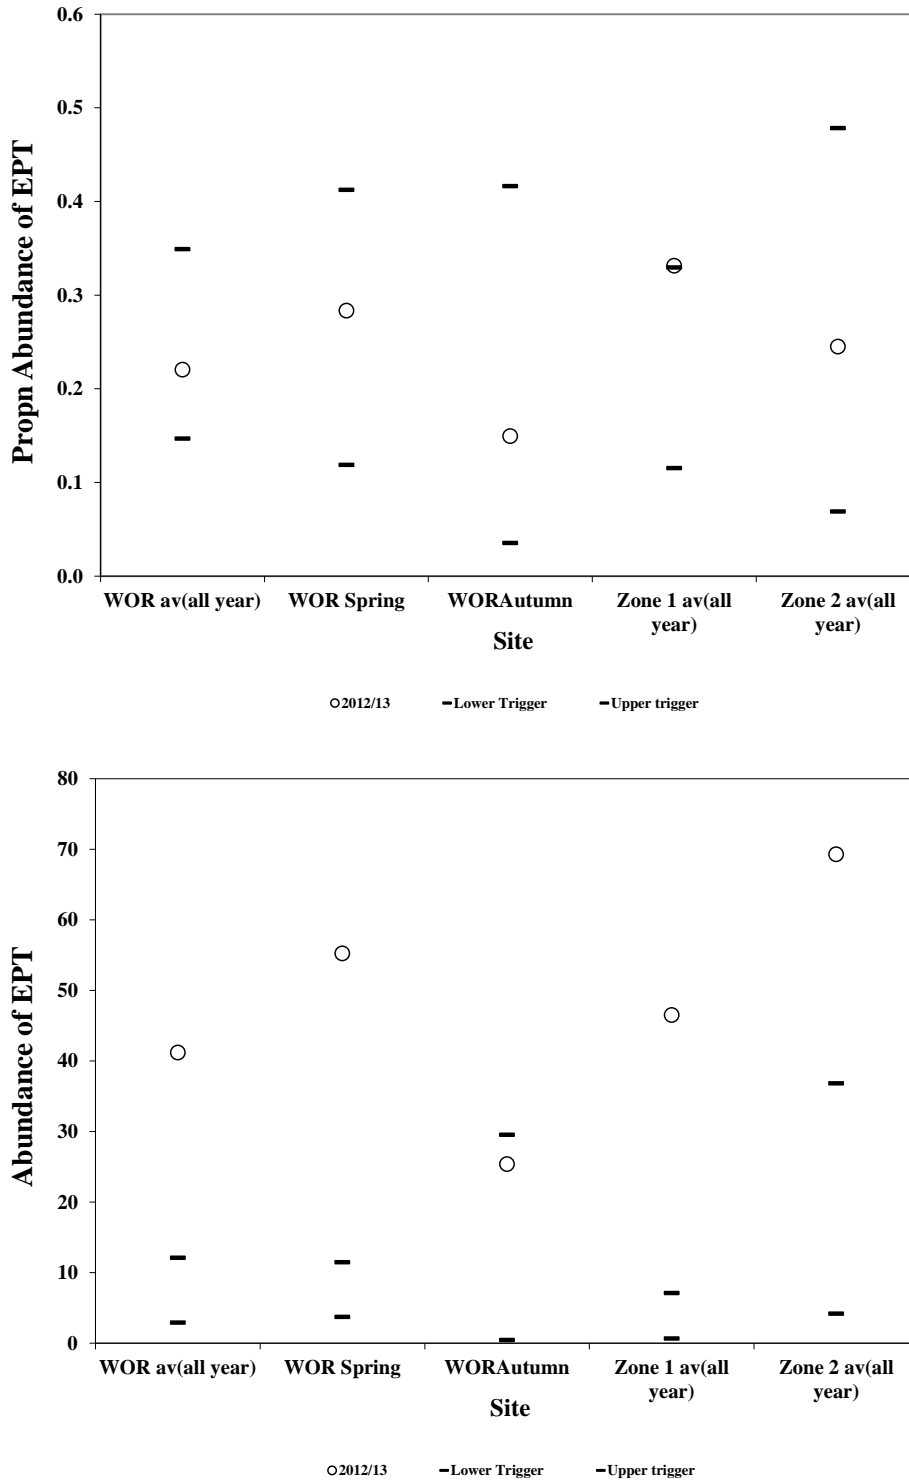 0.6
0.5
0.4
0.3
0.2
0.1
0.0
Propn Abundance of EPT
WOR av(all year) WOR Spring WORAutumn Zone 1 av(all Zone 2 av(all
year) year)
Site
2012/13 Lower Trigger Upper trigger
80
70
60
50
40
30
20
10
0
Abundance of EPT
WOR av(all year) WOR Spring WORAutumn Zone 1 av(all Zone 2 av(all
year) year)
Site
2012/13 Lower Trigger Upper trigger